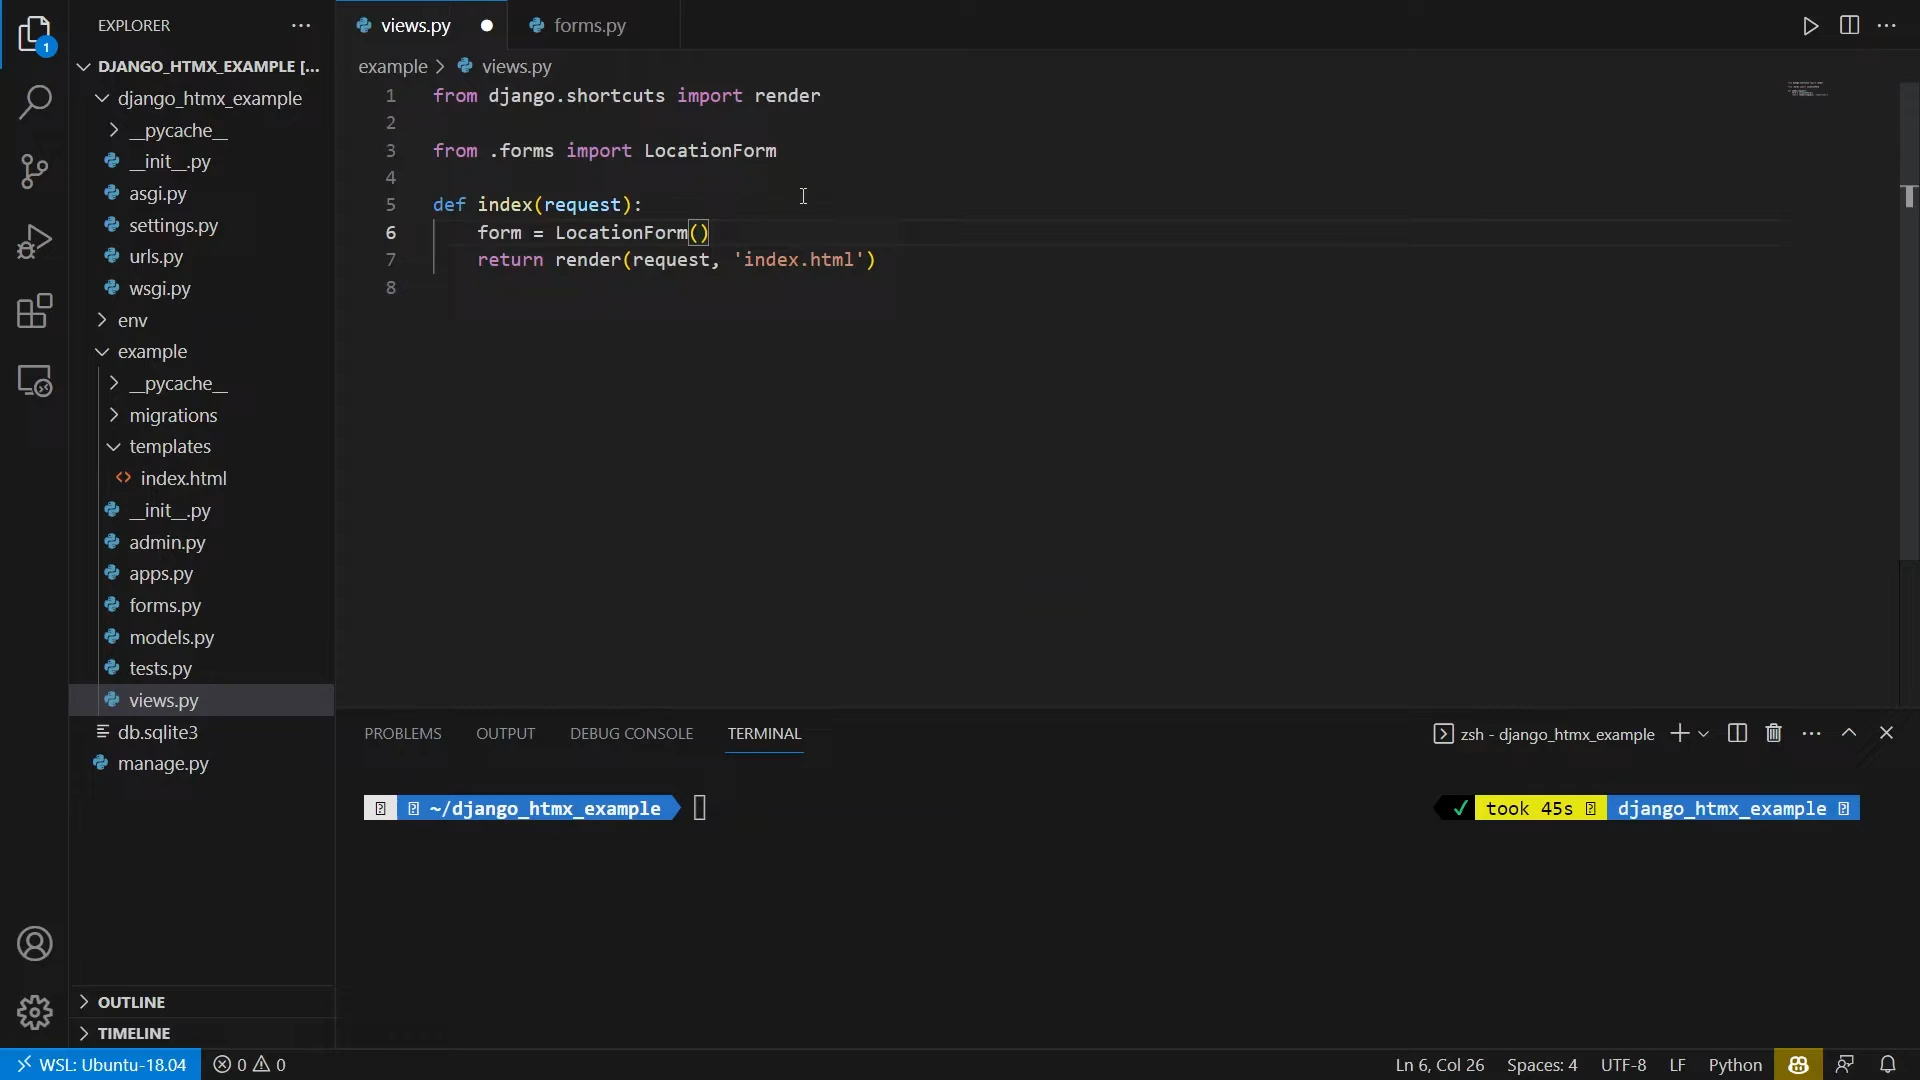 EXPLORER
DJANGO_HTMX_EXAMPLE [...
django_htmx_example
__pycache__
__init__.py
asgi.py
settings.py
urls.py
wsgi.py
env
example
__pycache__
migrations
templates
index.html
__init__.py
admin.py
apps.py
forms.py
models.py
tests.py
views.py
db.sqlite3
manage.py
OUTLINE
TIMELINE
1
views.py
forms.py
example > views.py
1 from django.shortcuts import render
2
3 from .forms import LocationForm
4
5 def index(request):
6 form = LocationForm()
7 return render(request, 'index.html')
8
PROBLEMS OUTPUT DEBUG CONSOLE TERMINAL
zsh - django_htmx_example
~/django_htmx_example
✓ took 45s django_htmx_example
WSL: Ubuntu-18.04 0 0
Ln 6, Col 26 Spaces: 4 UTF-8 LF Python